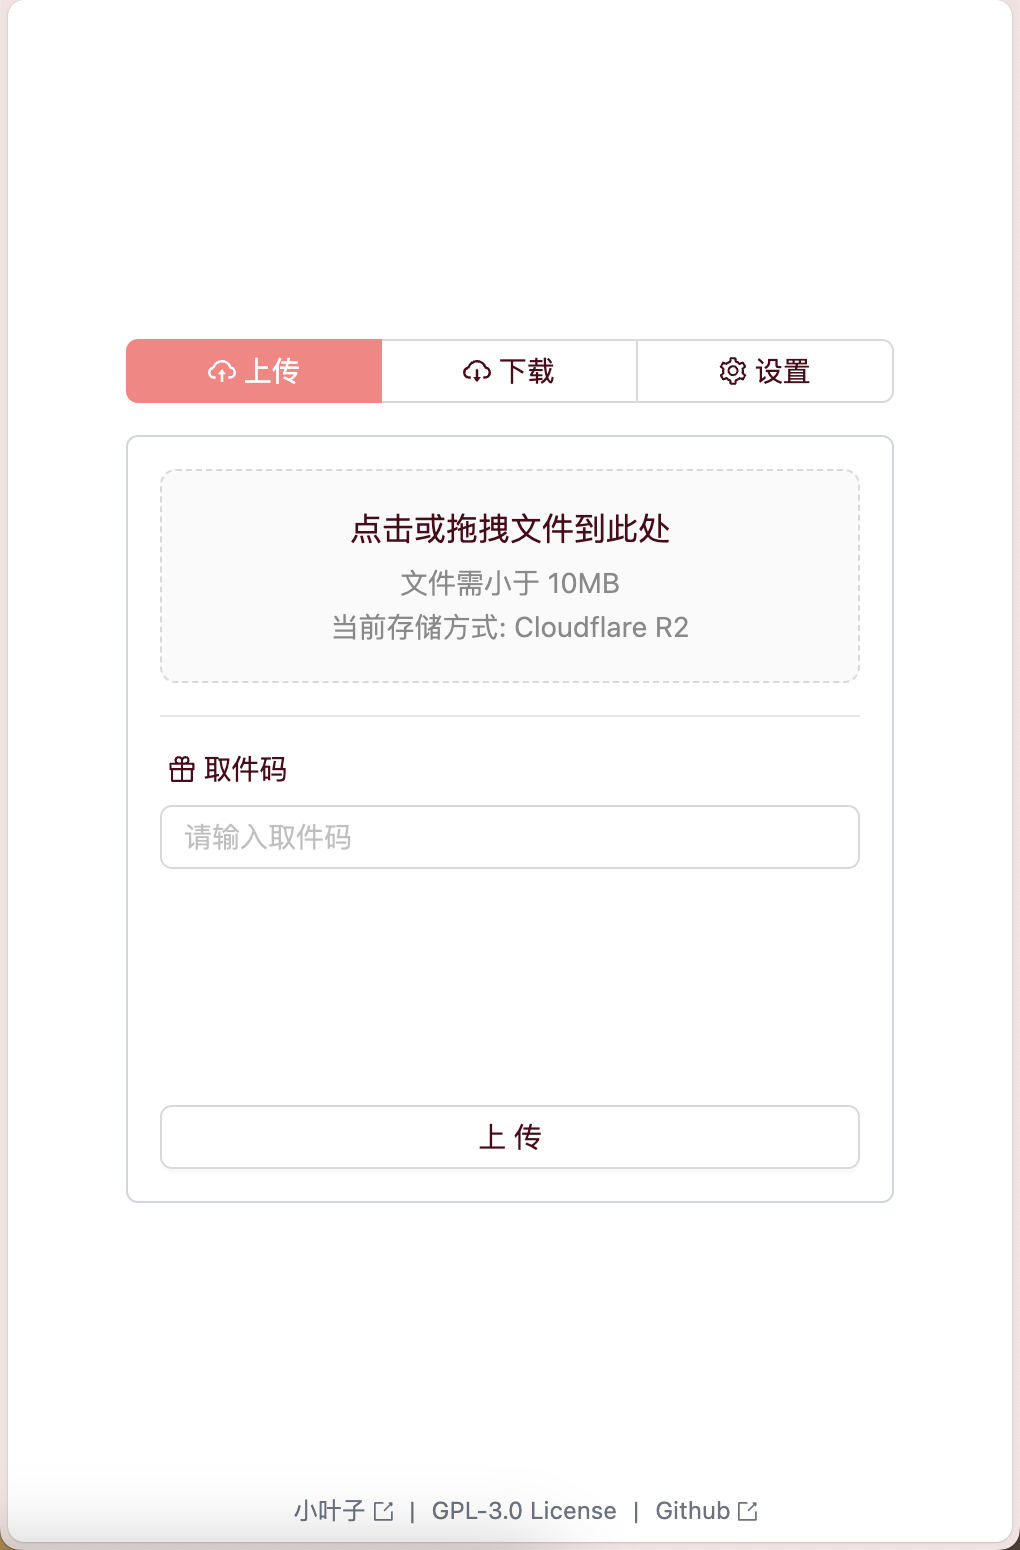 上传 下载 设置
点击或拖拽文件到此处
文件需小于 10MB
当前存储方式: Cloudflare R2
取件码
请输入取件码
上 传
小叶子 | GPL-3.0 License | Github